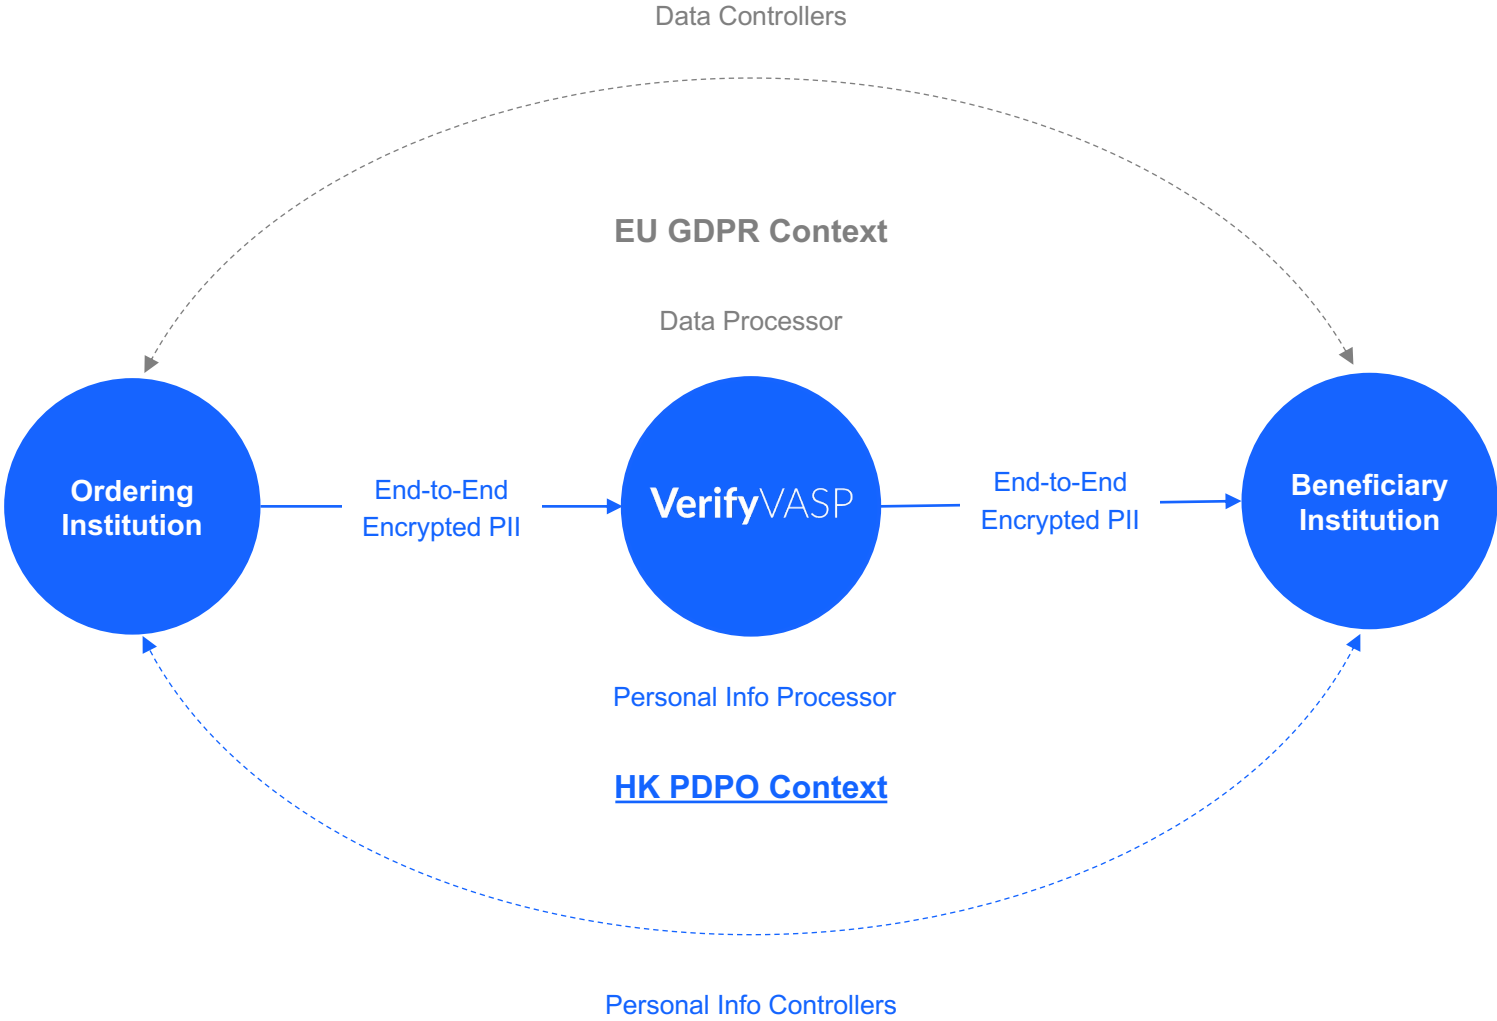 Data Controllers
EU GDPR Context
Data Processor
Ordering
Institution
End-to-End
Encrypted PII
VerifyVASP
End-to-End
Encrypted PII
Beneficiary
Institution
Personal Info Processor
HK PDPO Context
Personal Info Controllers